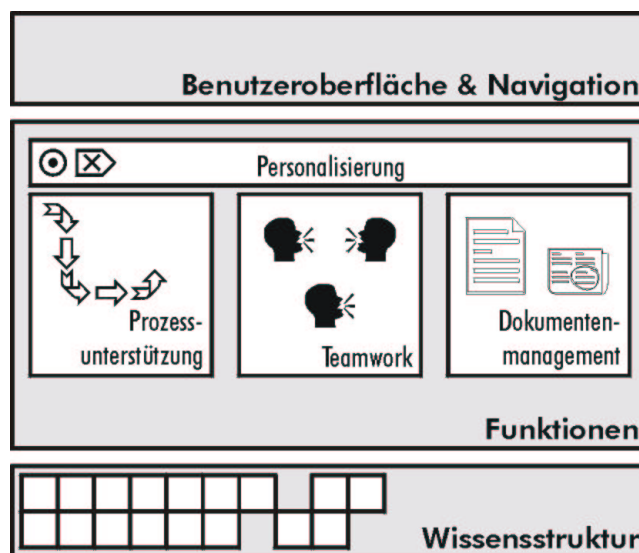 Benutzeroberfläche & Navigation
Personalisierung
Prozess-
unterstützung
Teamwork
Dokumenten-
management
Funktionen
Wissensstruktur